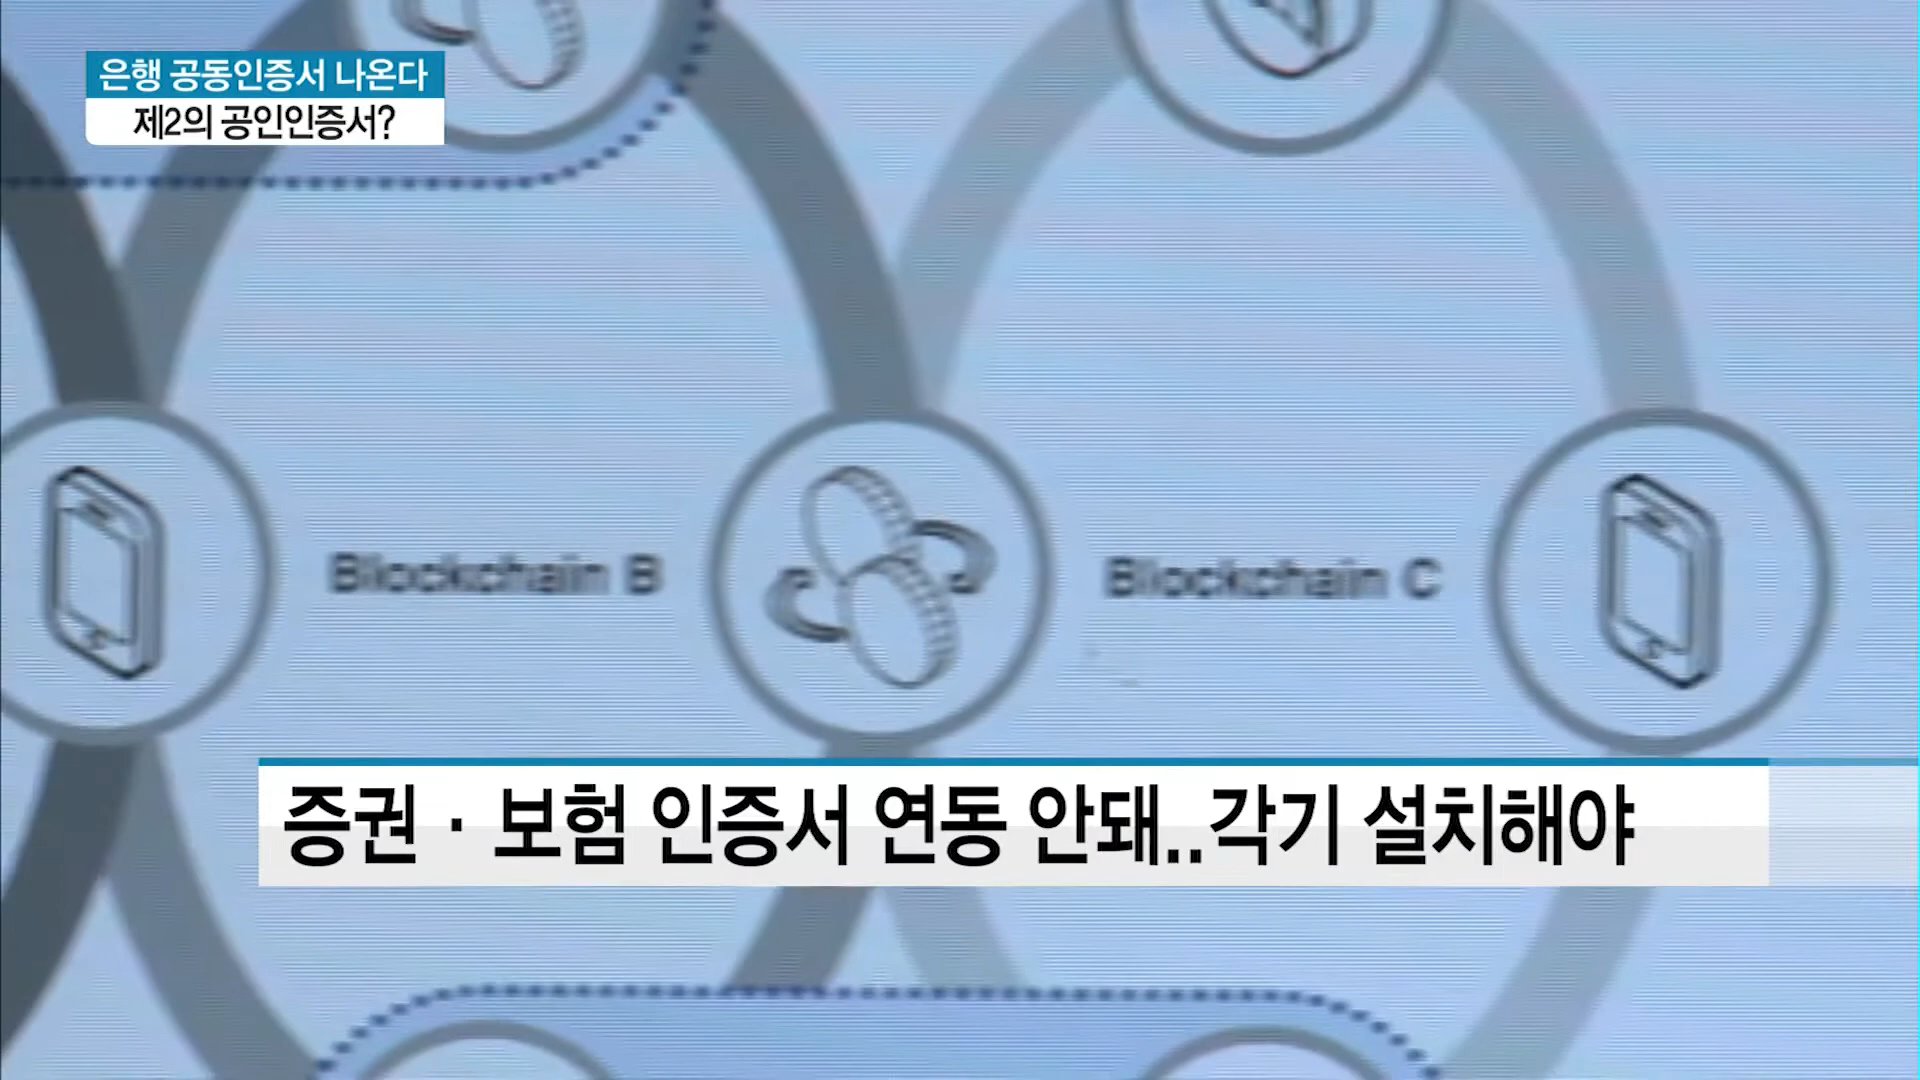 은행 공동인증서 나온다
제2의 공인인증서?
Blockchain B
Blockchain C
증권 · 보험 인증서 연동 안돼..각기 설치해야